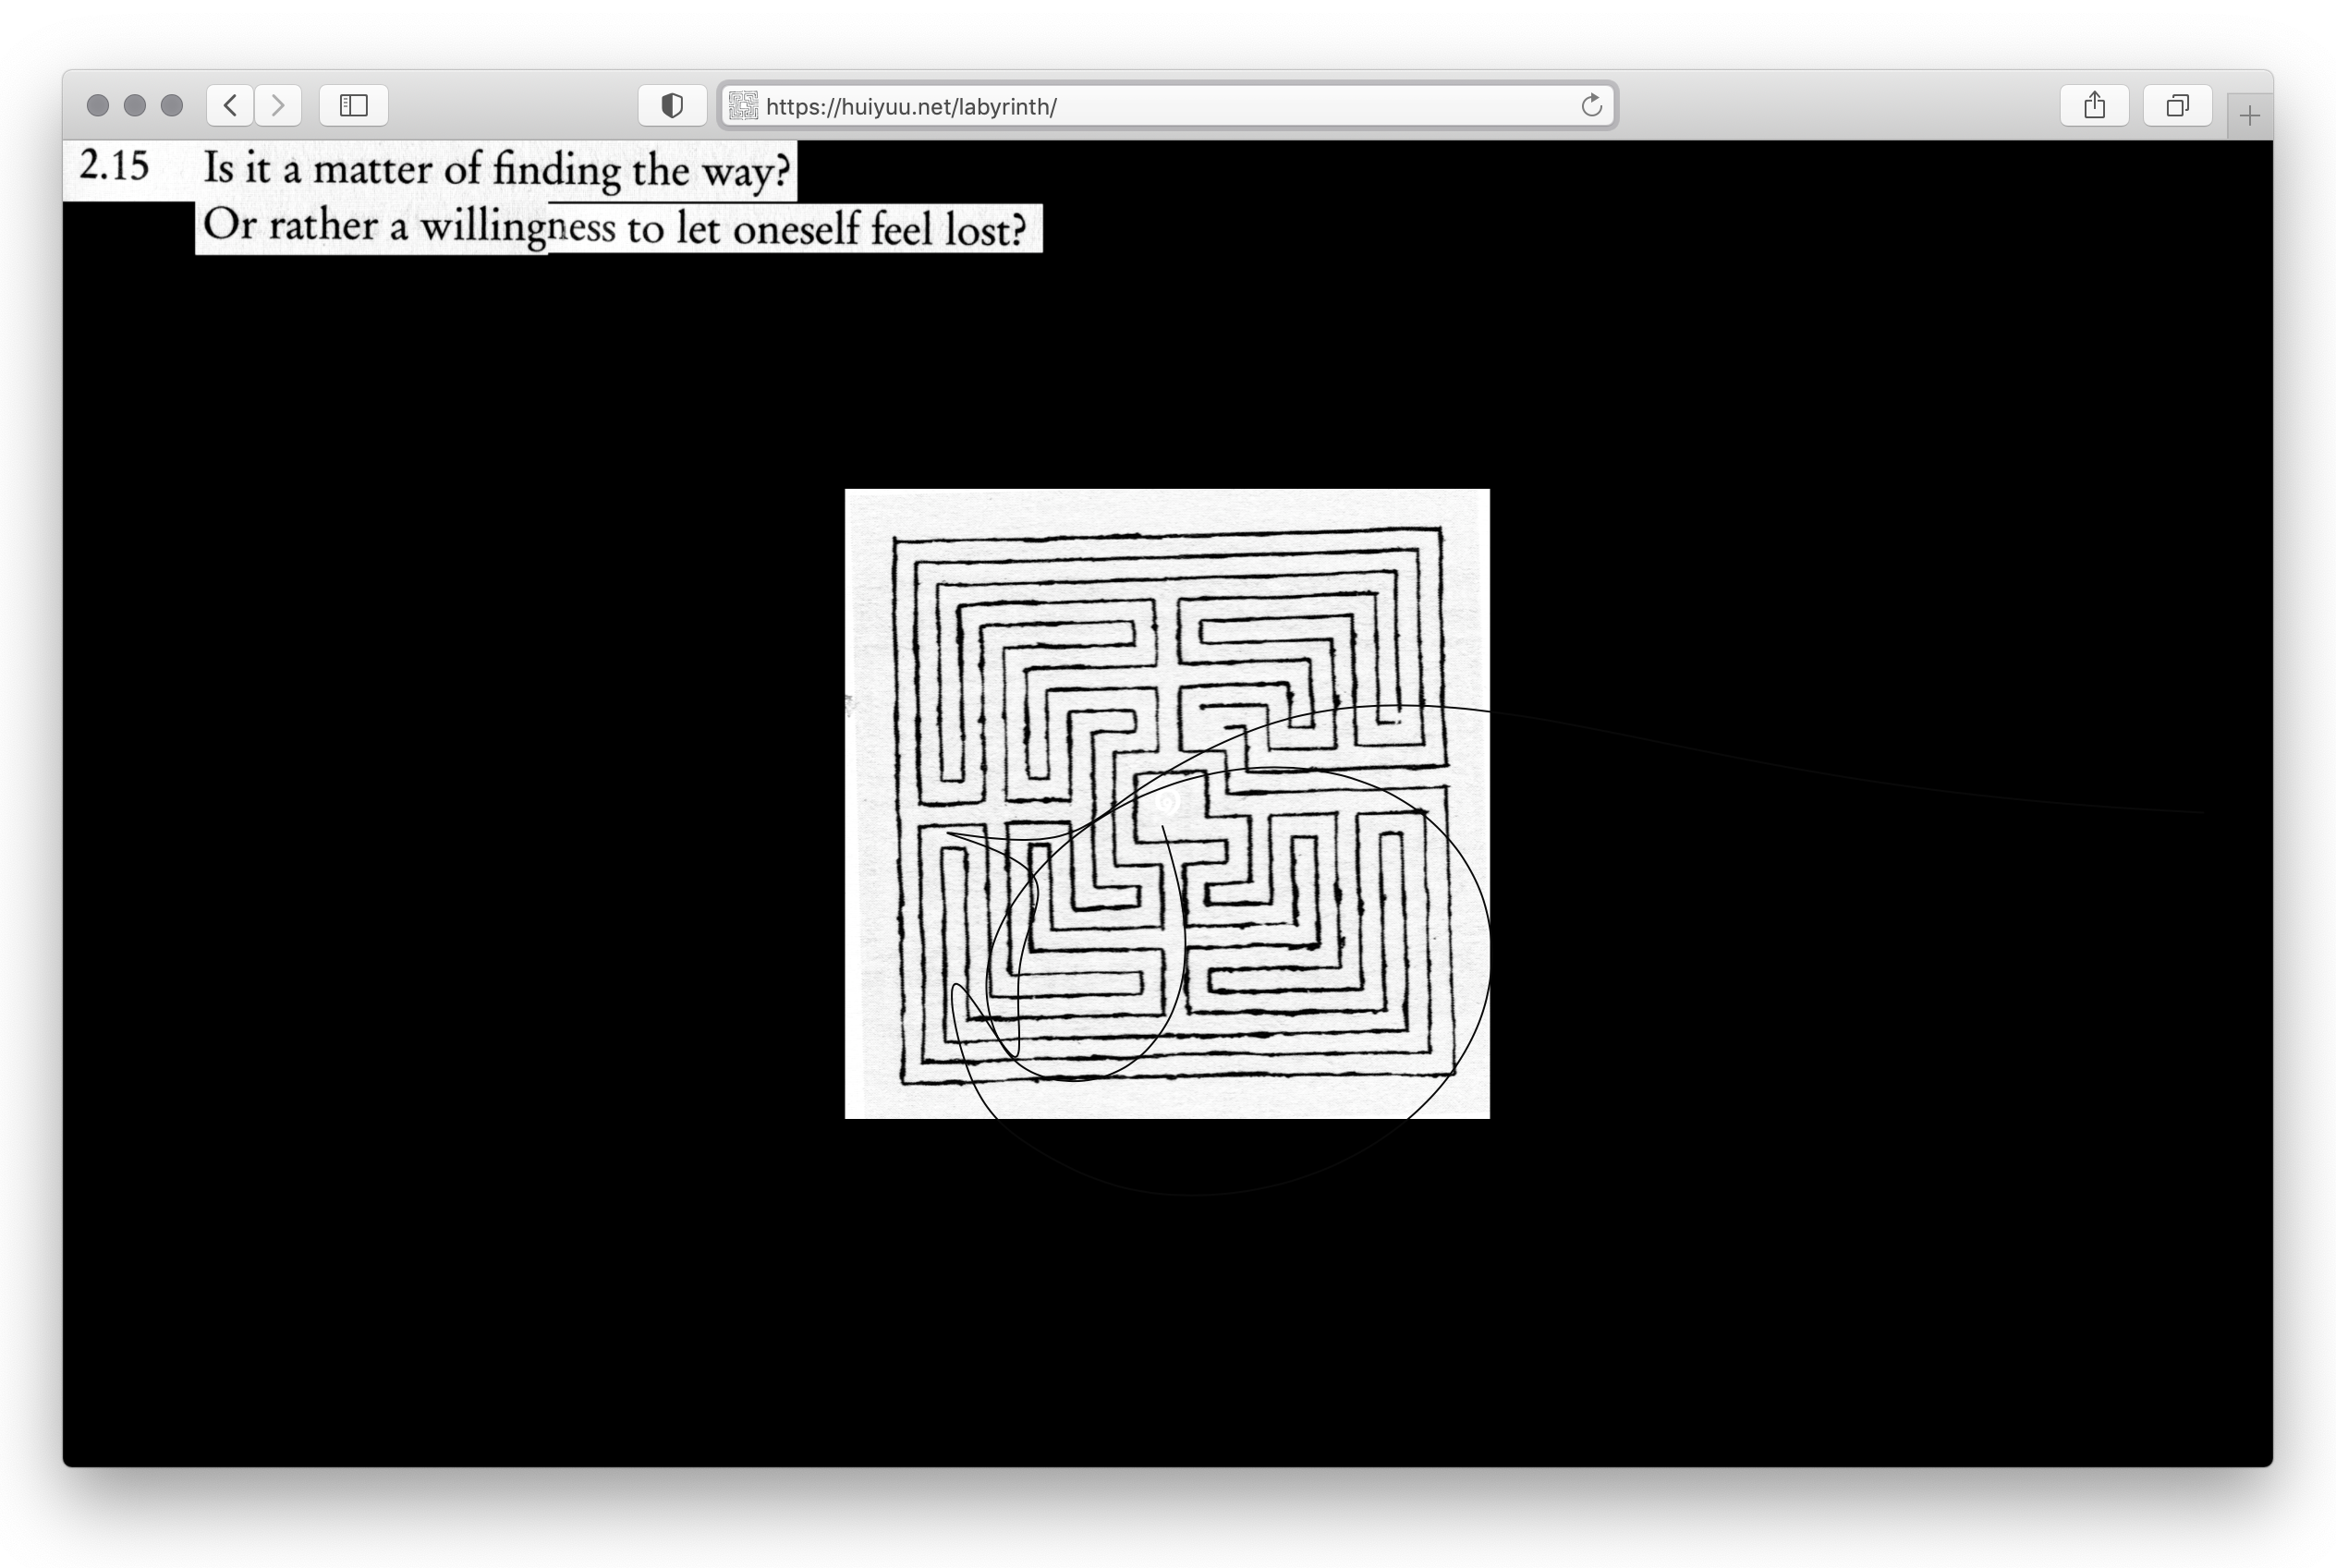 https://huiyuu.net/labyrinth/
2.15 Is it a matter of finding the way?
Or rather a willingness to let oneself feel lost?